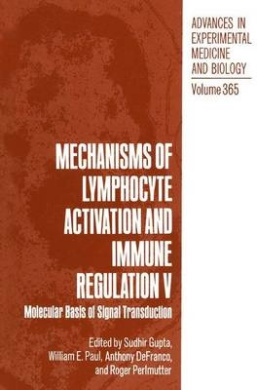 ADVANCES IN
EXPERIMENTAL
MEDICINE
AND BIOLOGY
Volume 365
MECHANISMS OF
LYMPHOCYTE
ACTIVATION AND
IMMUNE
REGULATION V
Molecular Basis of Signal Transduction
Edited by Sudhir Gupta,
William E. Paul, Anthony DeFranco,
and Roger Perlmutter